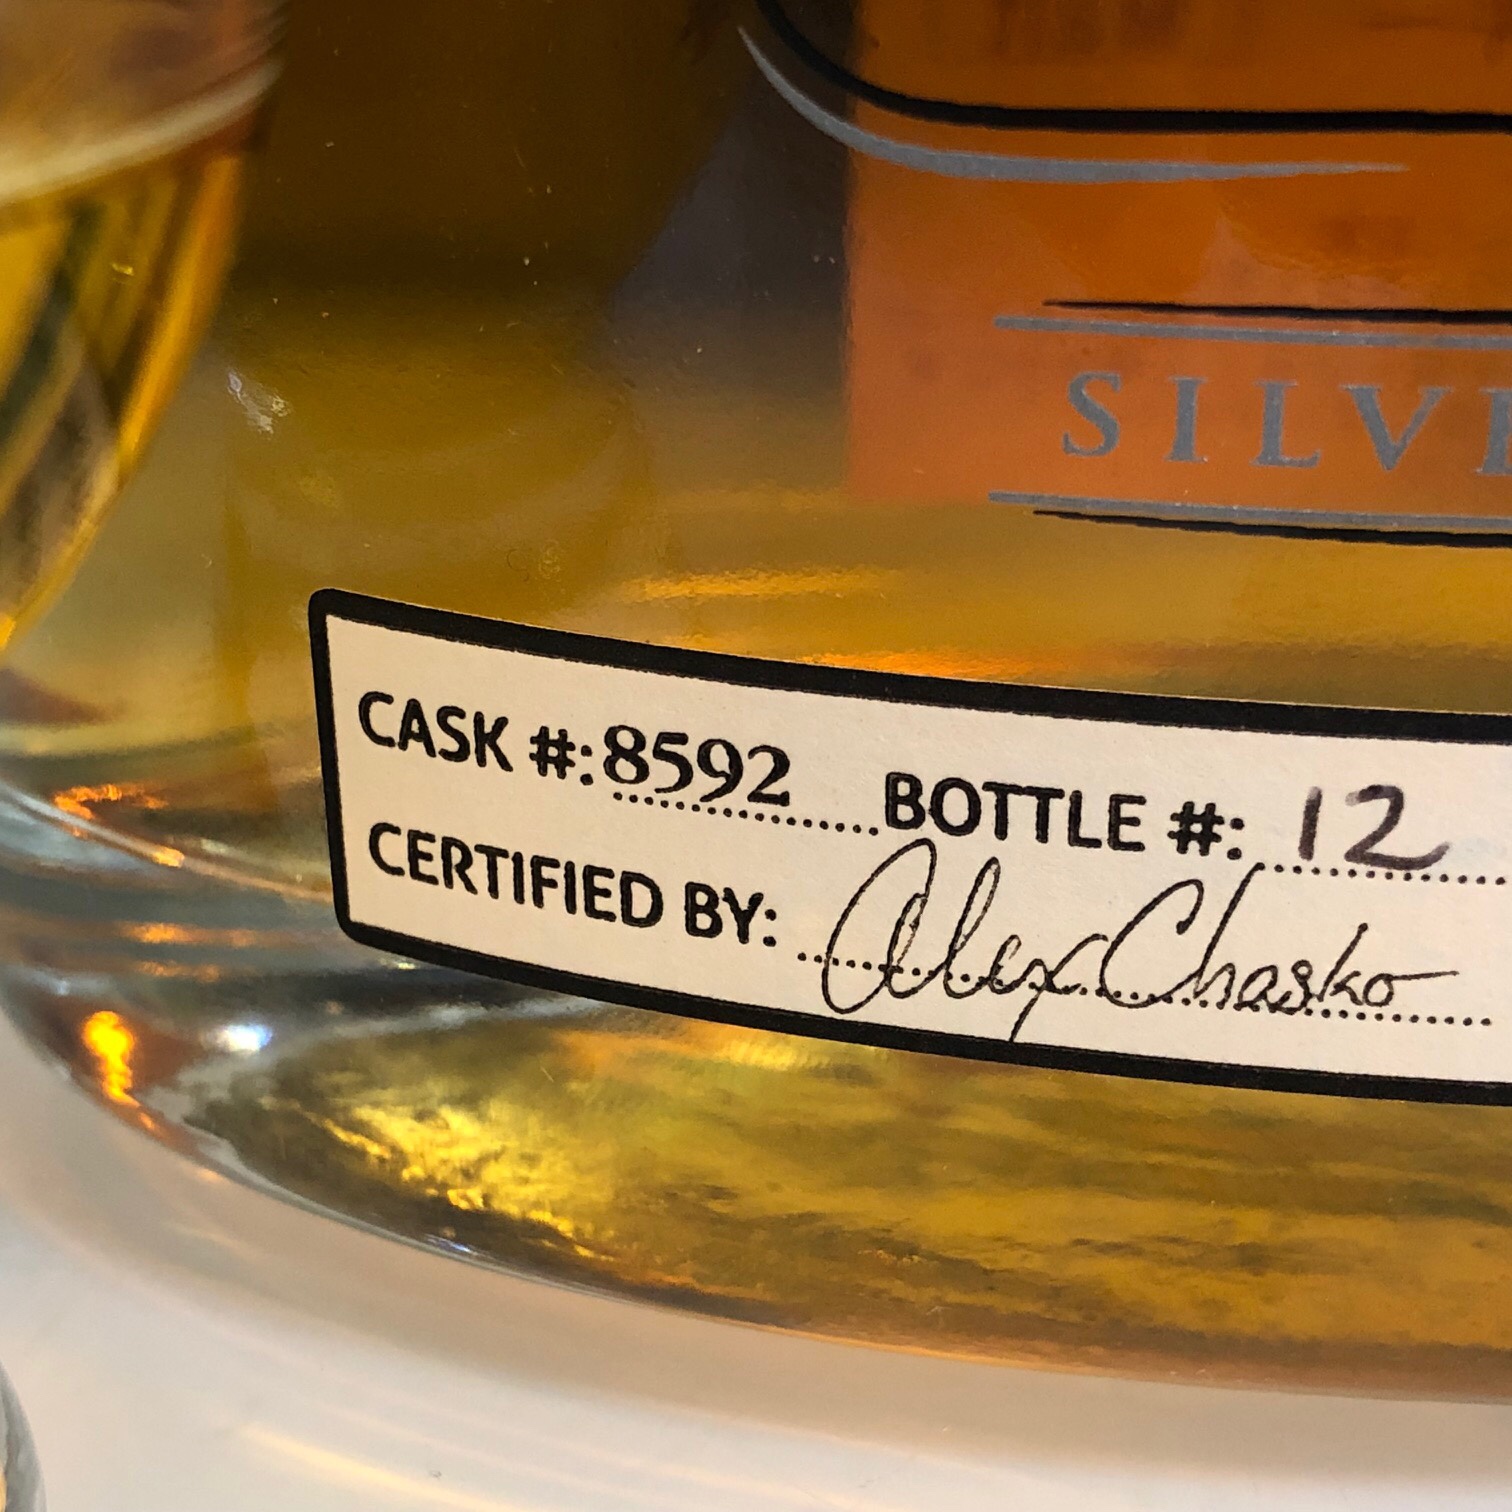 SILVE
CASK #: 8592 BOTTLE #: 12
CERTIFIED BY: Alex Chasko